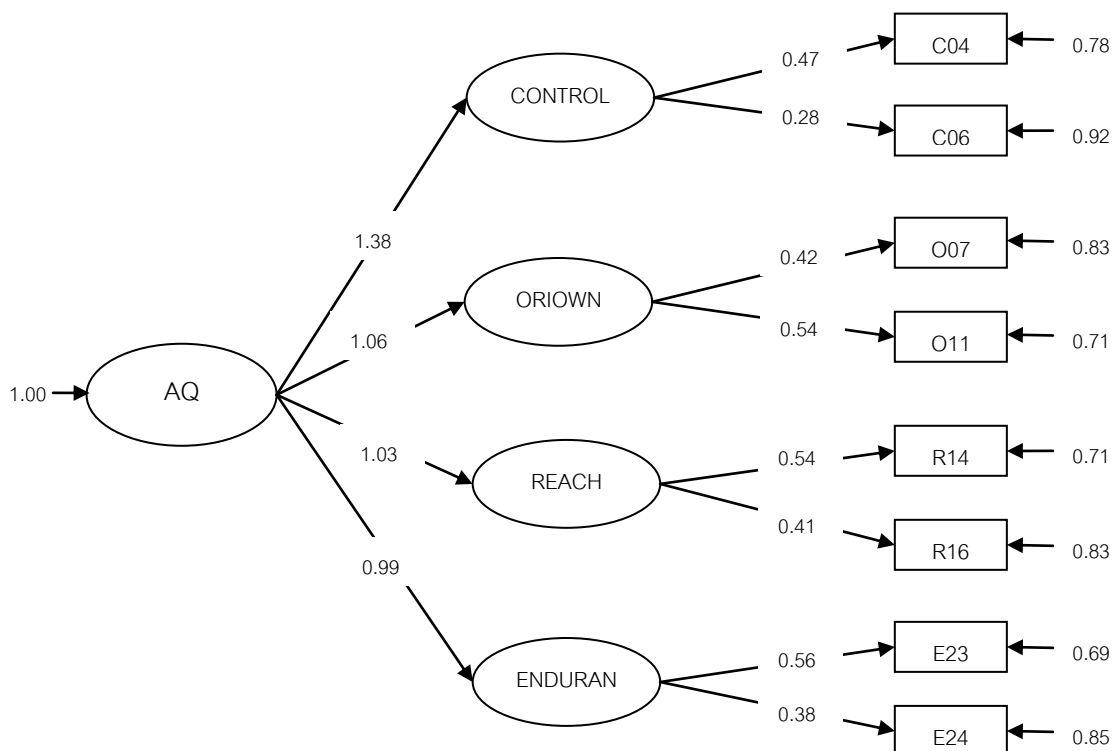 0.47
C04
0.78
CONTROL
0.28
C06
0.92
1.38
0.42
O07
0.83
ORIOWN
0.54
O11
0.71
1.06
1.00
AQ
1.03
0.54
R14
0.71
REACH
0.41
R16
0.83
0.99
0.56
E23
0.69
ENDURAN
0.38
E24
0.85